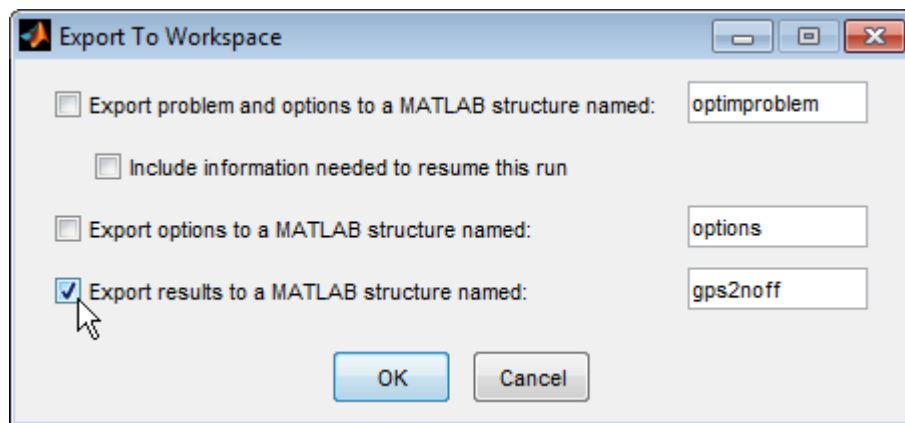 Export To Workspace
Export problem and options to a MATLAB structure named: optimproblem
Include information needed to resume this run
Export options to a MATLAB structure named: options
Export results to a MATLAB structure named: gps2noff
OK Cancel